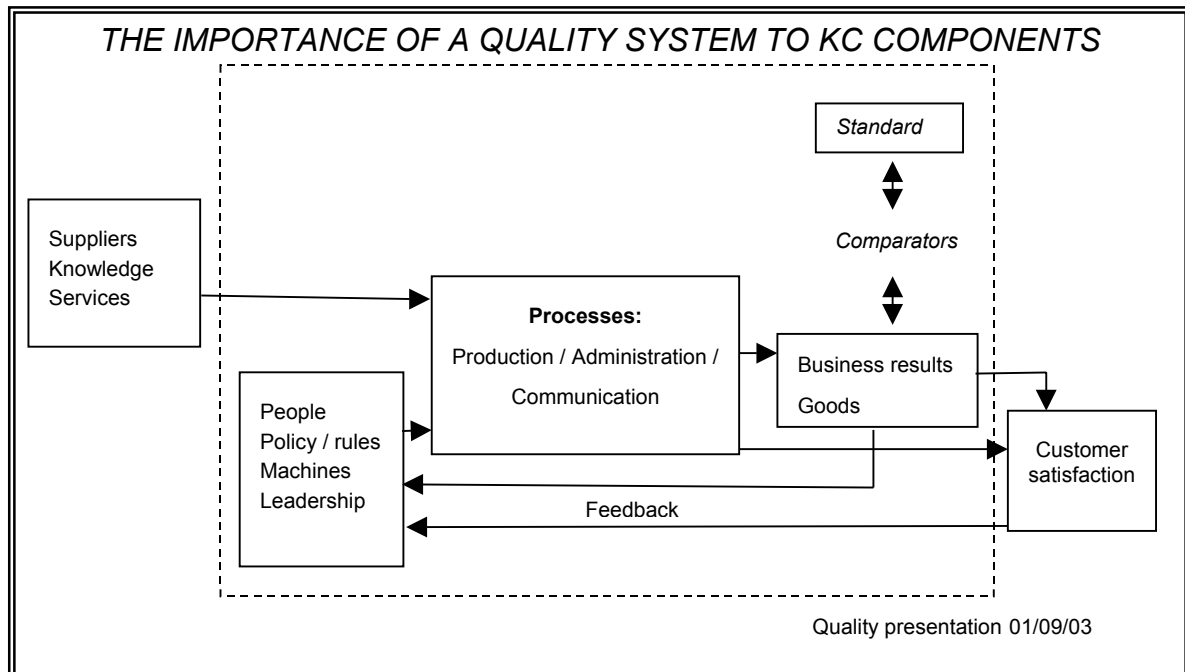 THE IMPORTANCE OF A QUALITY SYSTEM TO KC COMPONENTS
Standard
Comparators
Suppliers
Knowledge
Services
Processes:
Production / Administration /
Communication
Business results
Goods
People
Policy / rules
Machines
Leadership
Customer
satisfaction
Feedback
Quality presentation 01/09/03